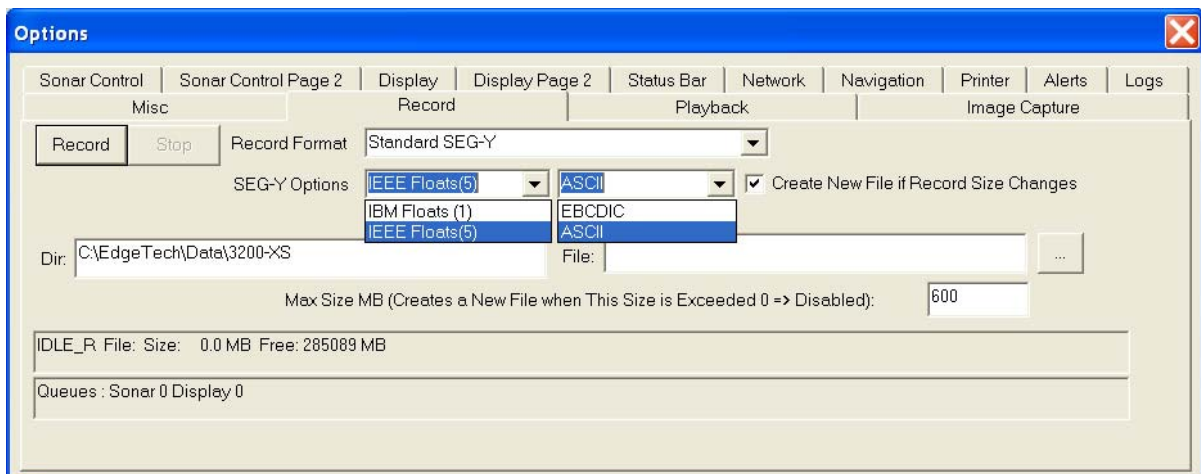 Options
Sonar Control Sonar Control Page 2 Display Display Page 2 Status Bar Network Navigation Printer Alerts Logs
Misc Record Playback Image Capture
Record Stop Record Format Standard SEG-Y
SEG-Y Options IEEE Floats(5) ASCII Create New File if Record Size Changes
IBM Floats (1) EBCDIC
IEEE Floats(5) ASCII
Dir: C:\EdgeTech\Data\3200-XS File: ...
Max Size MB (Creates a New File when This Size is Exceeded 0 => Disabled): 600
IDLE_R File: Size: 0.0 MB Free: 285089 MB
Queues : Sonar 0 Display 0